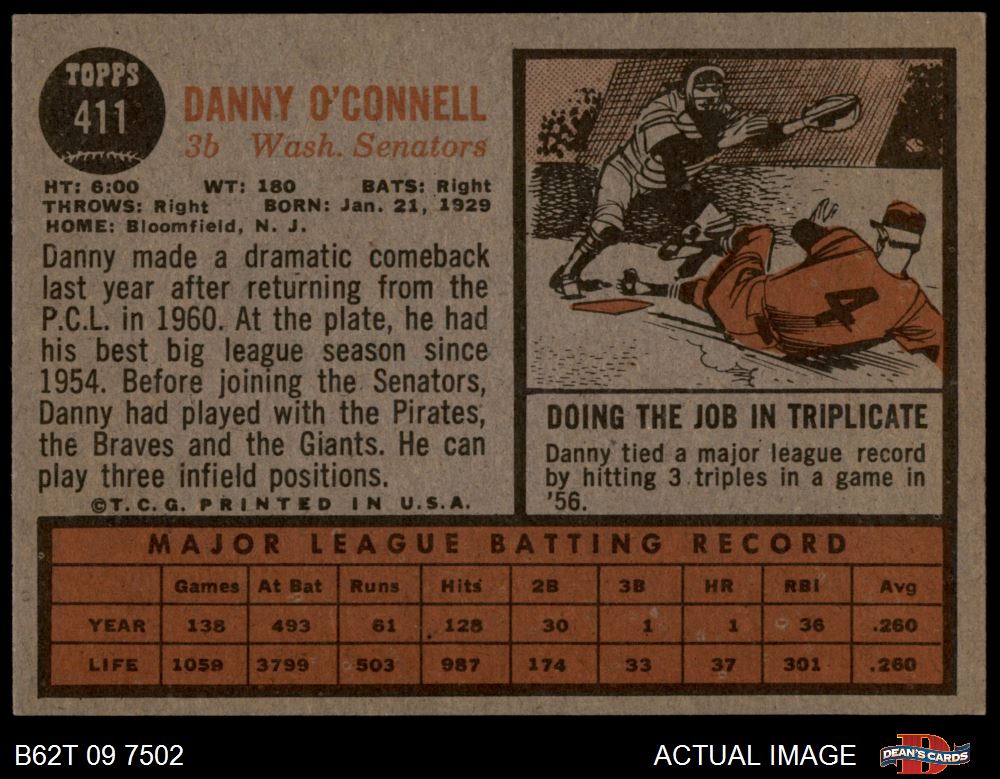 TOPPS
411
DANNY O'CONNELL
3b Wash. Senators
HT: 6:00 WT: 180 BATS: Right
THROWS: Right BORN: Jan. 21, 1929
HOME: Bloomfield, N. J.
Danny made a dramatic comeback
last year after returning from the
P.C.L. in 1960. At the plate, he had
his best big league season since
1954. Before joining the Senators,
Danny had played with the Pirates,
the Braves and the Giants. He can
play three infield positions.
©T.C.G. PRINTED IN U.S.A.
4
DOING THE JOB IN TRIPLICATE
Danny tied a major league record
by hitting 3 triples in a game in
'56.
MAJOR LEAGUE BATTING RECORD
Games At Bat Runs Hits 2B 3B HR RBI Avg
YEAR 138 493 61 128 30 1 1 36 .260
LIFE 1059 3799 503 987 174 33 37 301 .260
B62T 09 7502
ACTUAL IMAGE
DEAN'S CARDS